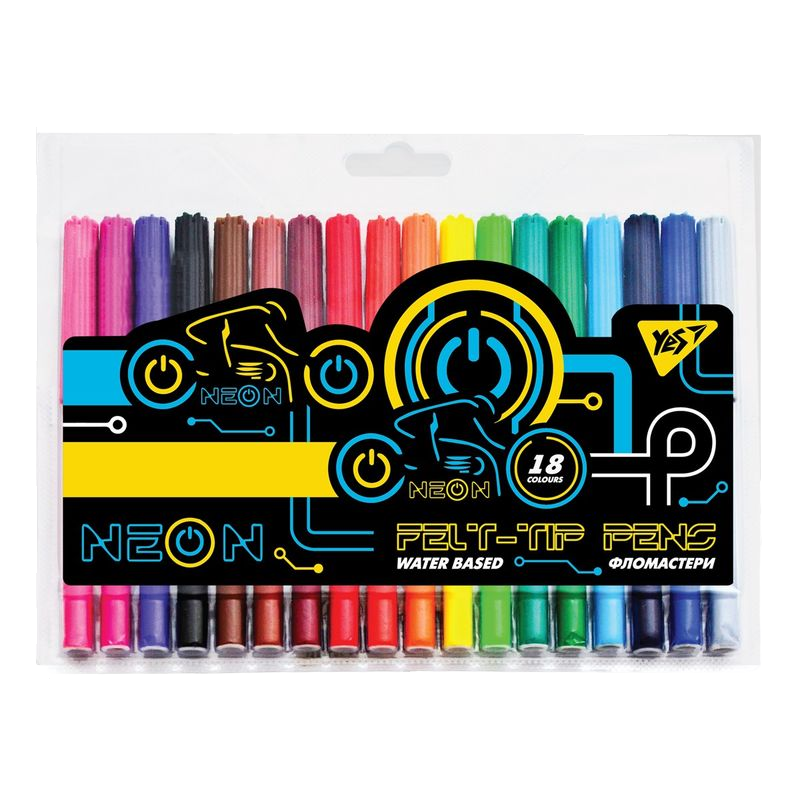 YES
NEON
NEON
18
COLOURS
NEON
FELT-TIP PENS
WATER BASED
ФЛОМАСТЕРИ